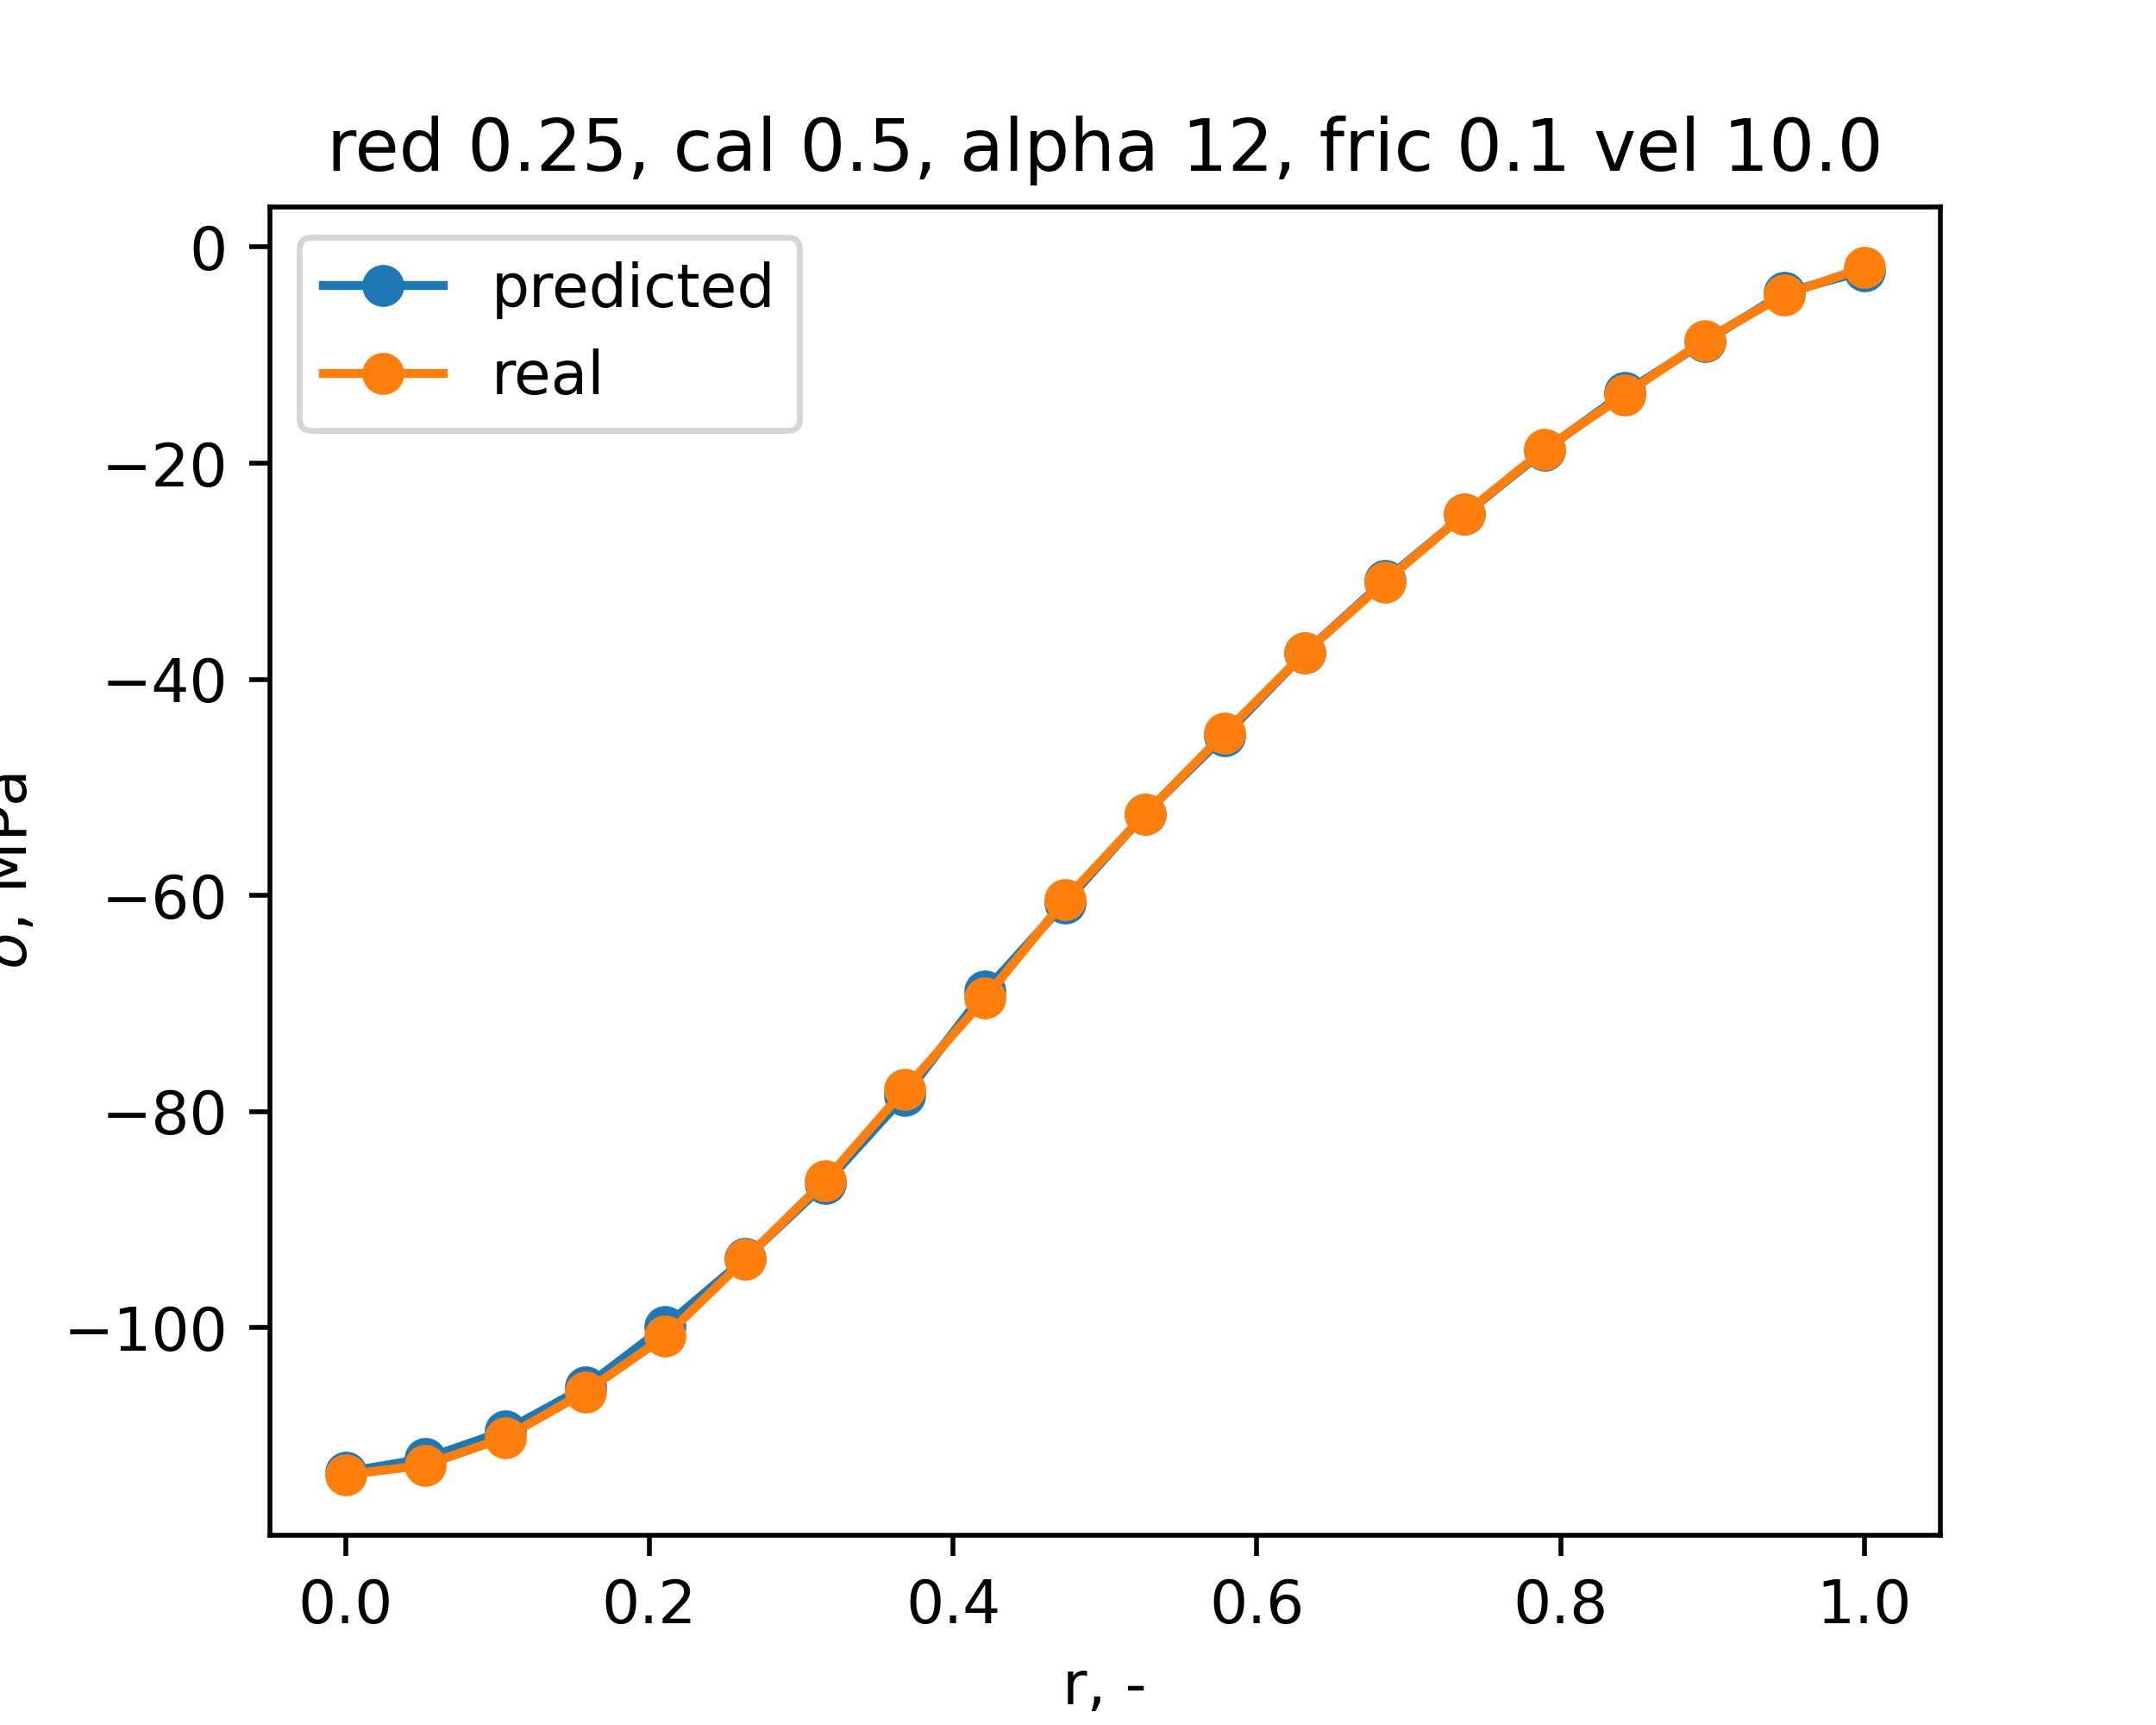 red 0.25, cal 0.5, alpha 12, fric 0.1 vel 10.0
predicted
real
0
−20
−40
−60
−80
−100
σ, MPa
0.0 0.2 0.4 0.6 0.8 1.0
r, -